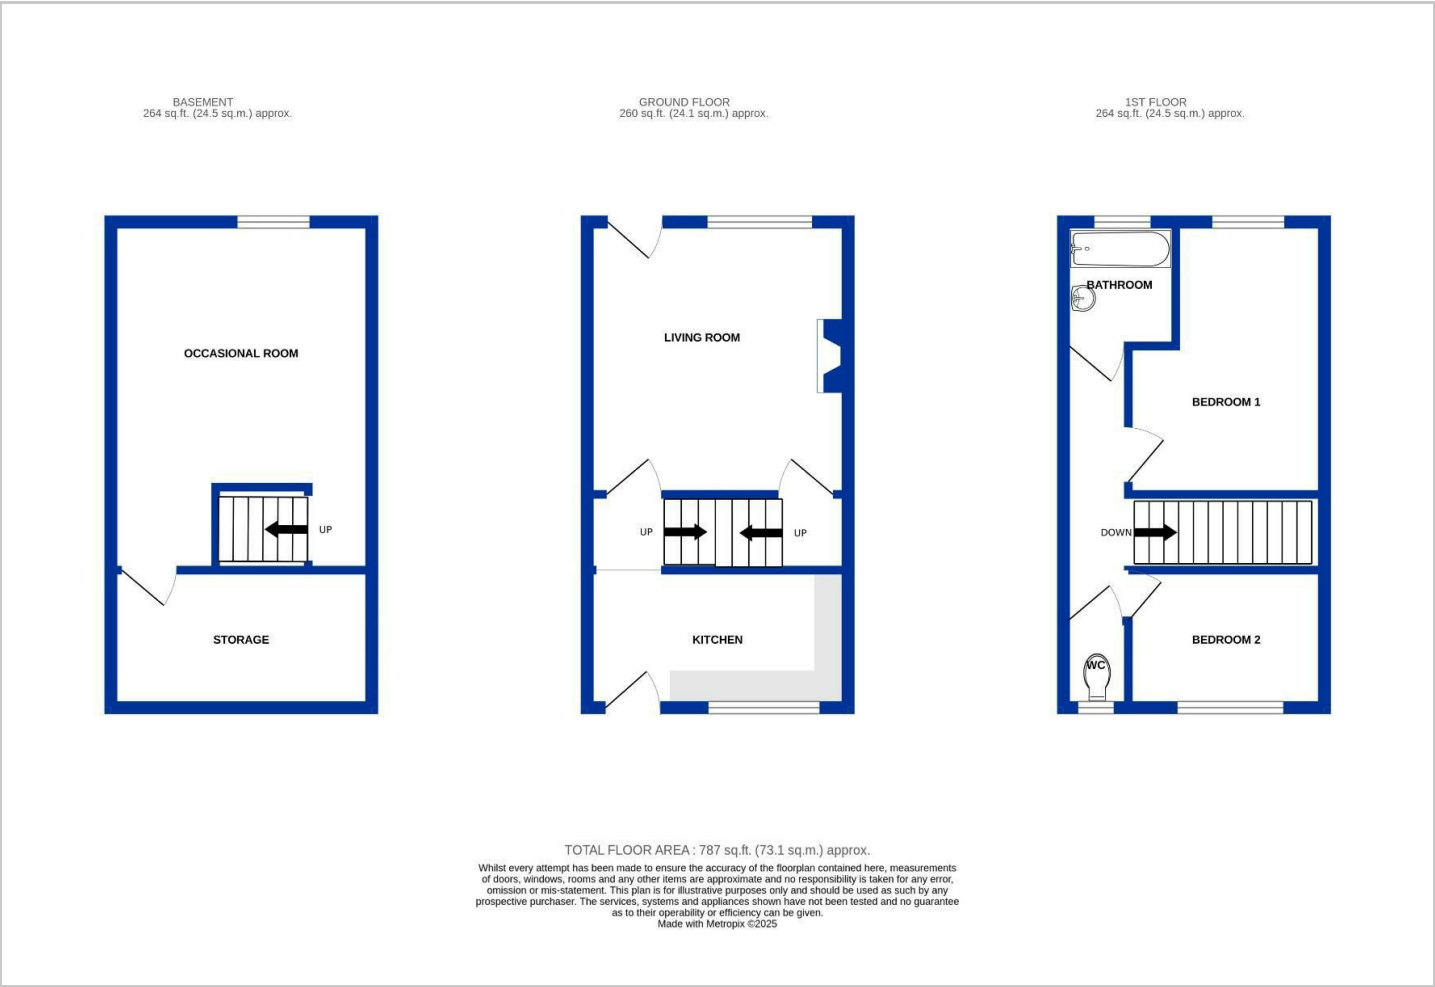 BASEMENT
264 sq.ft. (24.5 sq.m.) approx.
GROUND FLOOR
260 sq.ft. (24.1 sq.m.) approx.
1ST FLOOR
264 sq.ft. (24.5 sq.m.) approx.
OCCASIONAL ROOM
UP
STORAGE
LIVING ROOM
UP
UP
KITCHEN
BATHROOM
BEDROOM 1
DOWN
BEDROOM 2
WC
TOTAL FLOOR AREA : 787 sq.ft. (73.1 sq.m.) approx.
Whilst every attempt has been made to ensure the accuracy of the floorplan contained here, measurements
of doors, windows, rooms and any other items are approximate and no responsibility is taken for any error,
omission or mis-statement. This plan is for illustrative purposes only and should be used as such by any
prospective purchaser. The services, systems and appliances shown have not been tested and no guarantee
as to their operability or efficiency can be given.
Made with Metropix ©2025